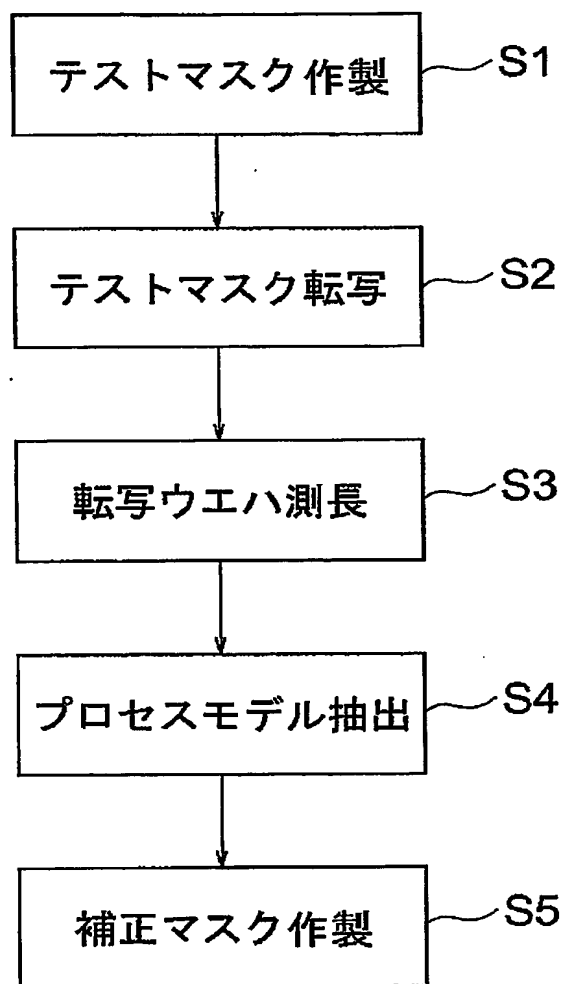 テストマスク作製 S1
テストマスク転写 S2
転写ウエハ測長 S3
プロセスモデル抽出 S4
補正マスク作製 S5